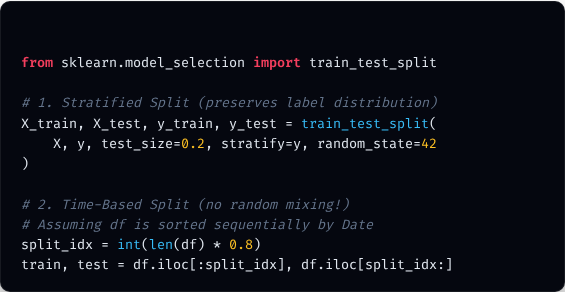 from sklearn.model_selection import train_test_split
# 1. Stratified Split (preserves label distribution)
X_train, X_test, y_train, y_test = train_test_split(
    X, y, test_size=0.2, stratify=y, random_state=42
)
# 2. Time-Based Split (no random mixing!)
# Assuming df is sorted sequentially by Date
split_idx = int(len(df) * 0.8)
train, test = df.iloc[:split_idx], df.iloc[split_idx:]